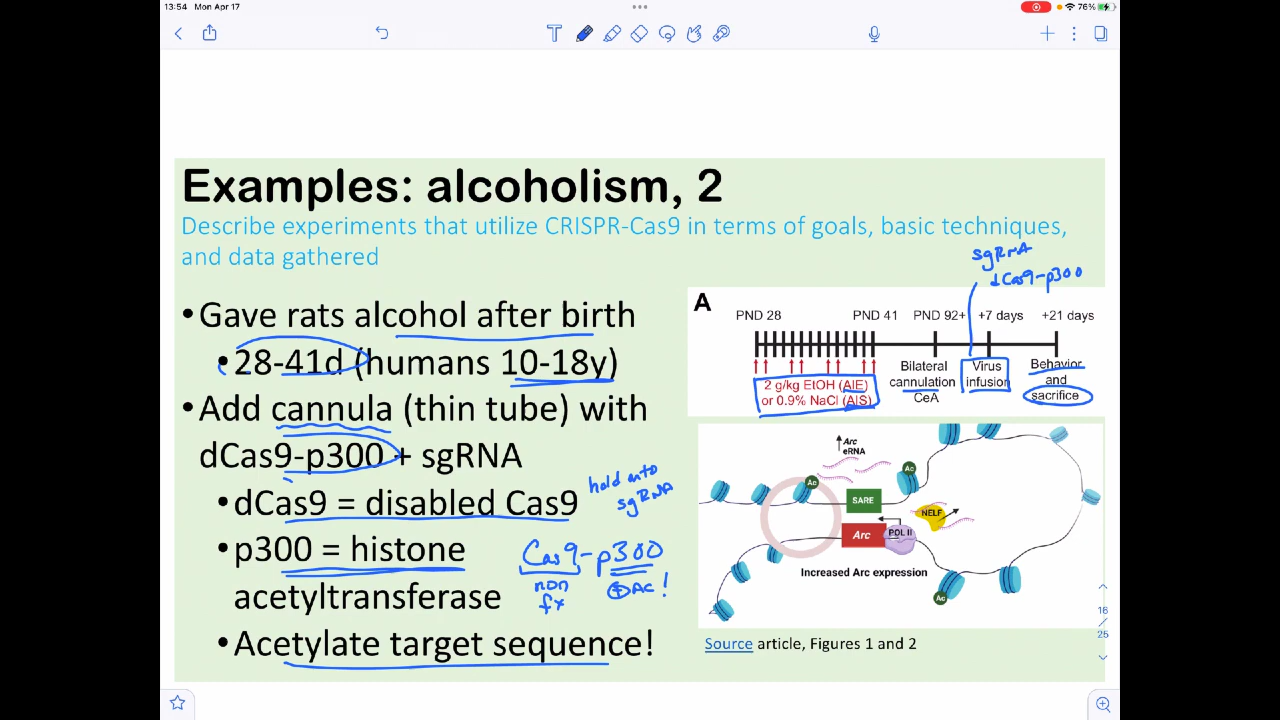 13:54 Mon Apr 17
76%
Examples: alcoholism, 2
Describe experiments that utilize CRISPR-Cas9 in terms of goals, basic techniques,
and data gathered
• Gave rats alcohol after birth
• 28-41d (humans 10-18y)
• Add cannula (thin tube) with
dCas9-p300 + sgRNA
• dCas9 = disabled Cas9
hold onto
sgRNA
• p300 = histone
acetyltransferase
Cas9-p300
non
fx
⊕AC!
• Acetylate target sequence!
sgRNA
dCas9-p300
A
PND 28
PND 41
PND 92+
+7 days
+21 days
2 g/kg EtOH (AIE)
or 0.9% NaCl (AIS)
Bilateral
cannulation
CeA
Virus
infusion
Behavior
and
sacrifice
Arc
eRNA
Ac
Ac
SARE
NELF
Arc
POL II
Increased Arc expression
Ac
Source article, Figures 1 and 2
16
25